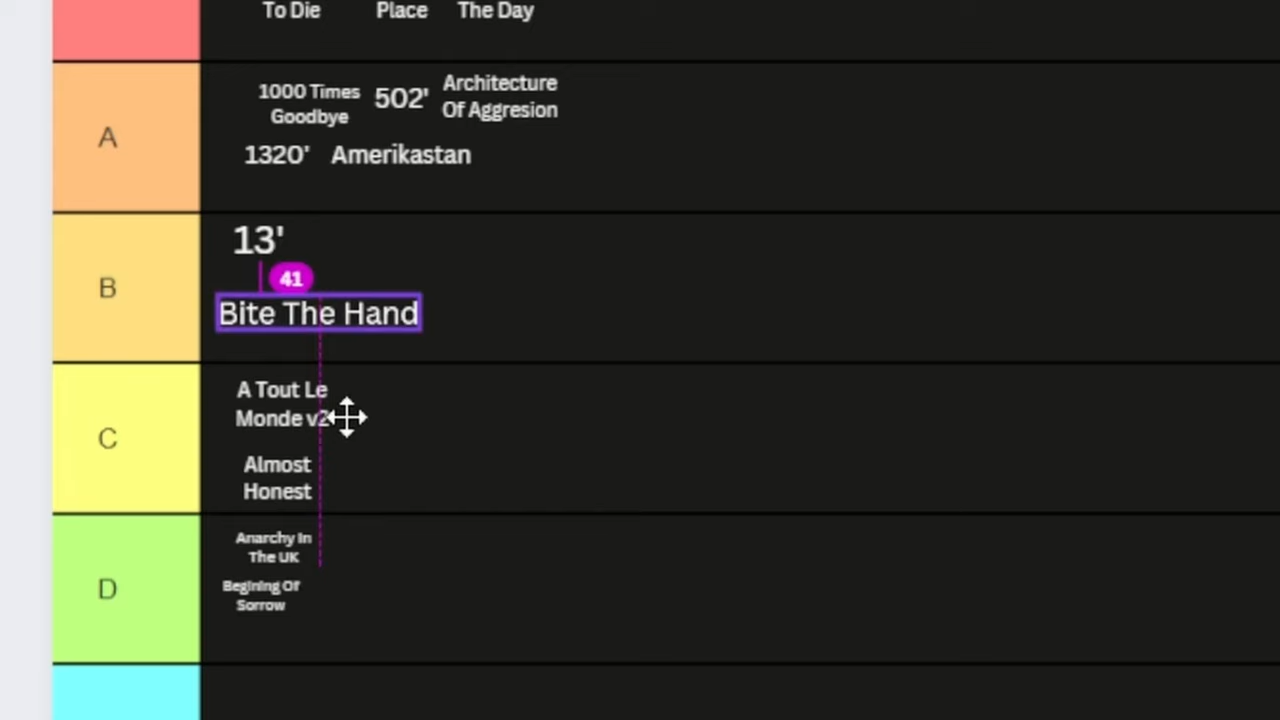 To Die Place The Day
A
1000 Times
Goodbye
502'
Architecture
Of Aggresion
1320' Amerikastan
B
13'
41
Bite The Hand
C
A Tout Le
Monde v2
Almost
Honest
D
Anarchy In
The UK
Begining Of
Sorrow